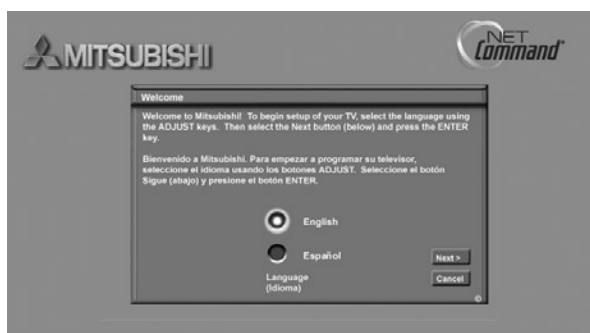 MITSUBISHI
NET
Command
Welcome
Welcome to Mitsubishi! To begin setup of your TV, select the language using
the ADJUST keys. Then select the Next button (below) and press the ENTER
key.
Bienvenido a Mitsubishi. Para empezar a programar su televisor,
seleccione el idioma usando los botones ADJUST. Seleccione el botón
Sigue (abajo) y presione el botón ENTER.
English
Español
Next >
Language
(Idioma)
Cancel